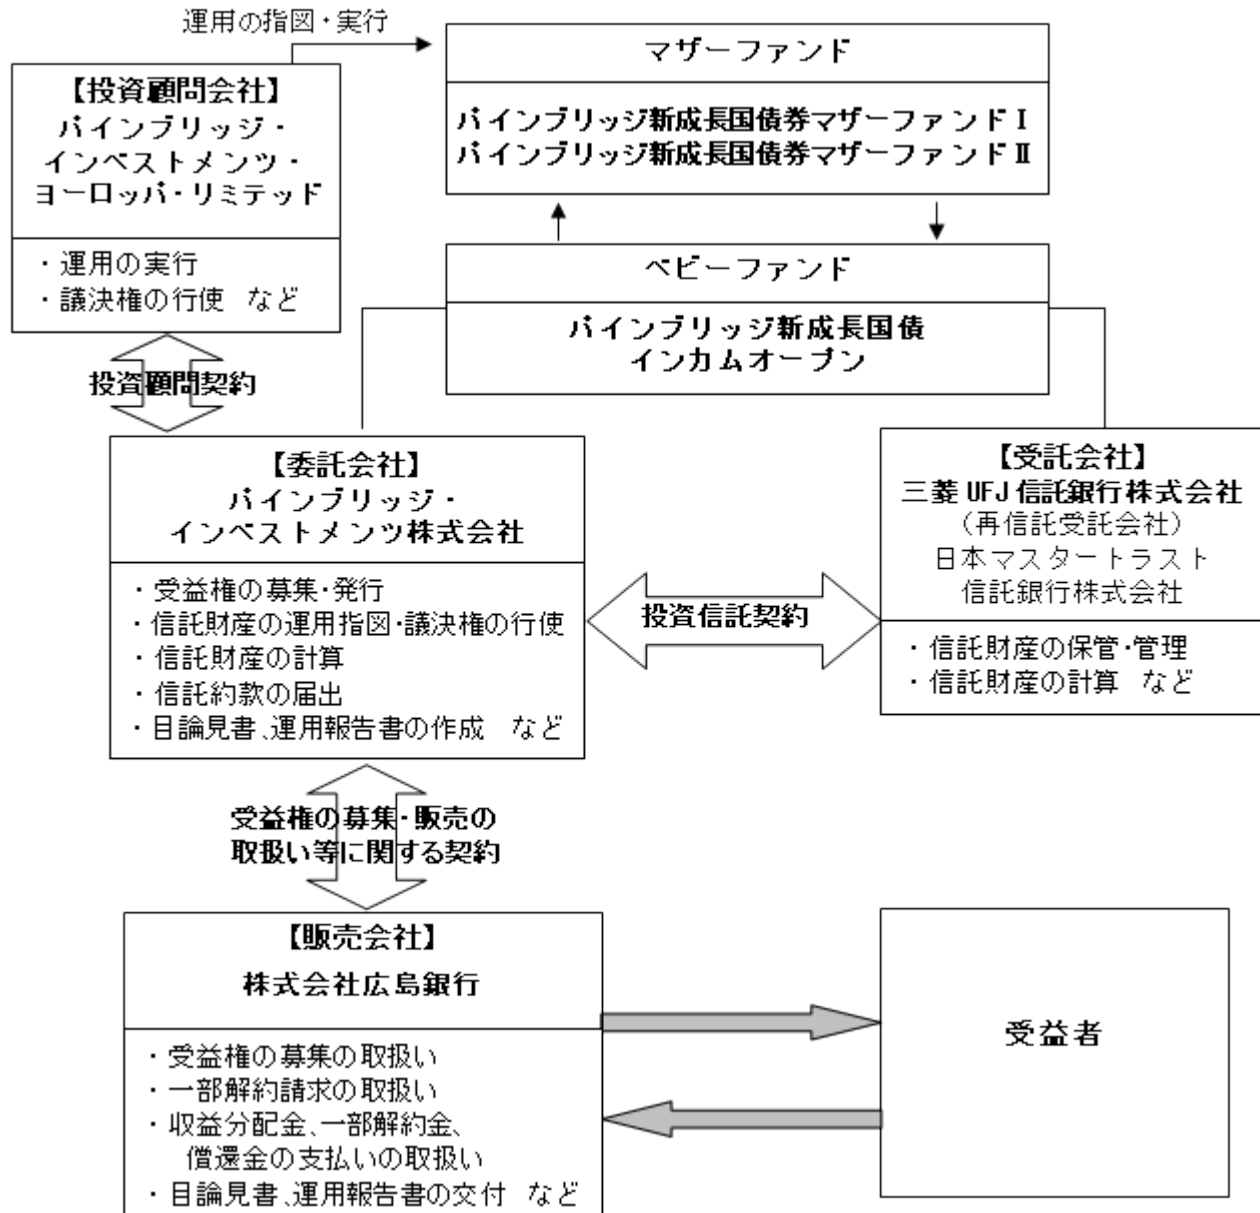 運用の指図・実行
マザーファンド
パインブリッジ新成長国債券マザーファンドⅠ
パインブリッジ新成長国債券マザーファンドⅡ
【投資顧問会社】
パインブリッジ・
インベストメンツ・
ヨーロッパ・リミテッド
・運用の実行
・議決権の行使 など
ベビーファンド
パインブリッジ新成長国債
インカムオープン
投資顧問契約
【委託会社】
パインブリッジ・
インベストメンツ株式会社
・受益権の募集・発行
・信託財産の運用指図・議決権の行使
・信託財産の計算
・信託約款の届出
・目論見書、運用報告書の作成 など
投資信託契約
【受託会社】
三菱UFJ信託銀行株式会社
（再信託受託会社）
日本マスタートラスト
信託銀行株式会社
・信託財産の保管・管理
・信託財産の計算 など
受益権の募集・販売の
取扱い等に関する契約
【販売会社】
株式会社広島銀行
・受益権の募集の取扱い
・一部解約請求の取扱い
・収益分配金、一部解約金、
償還金の支払いの取扱い
・目論見書、運用報告書の交付 など
受益者